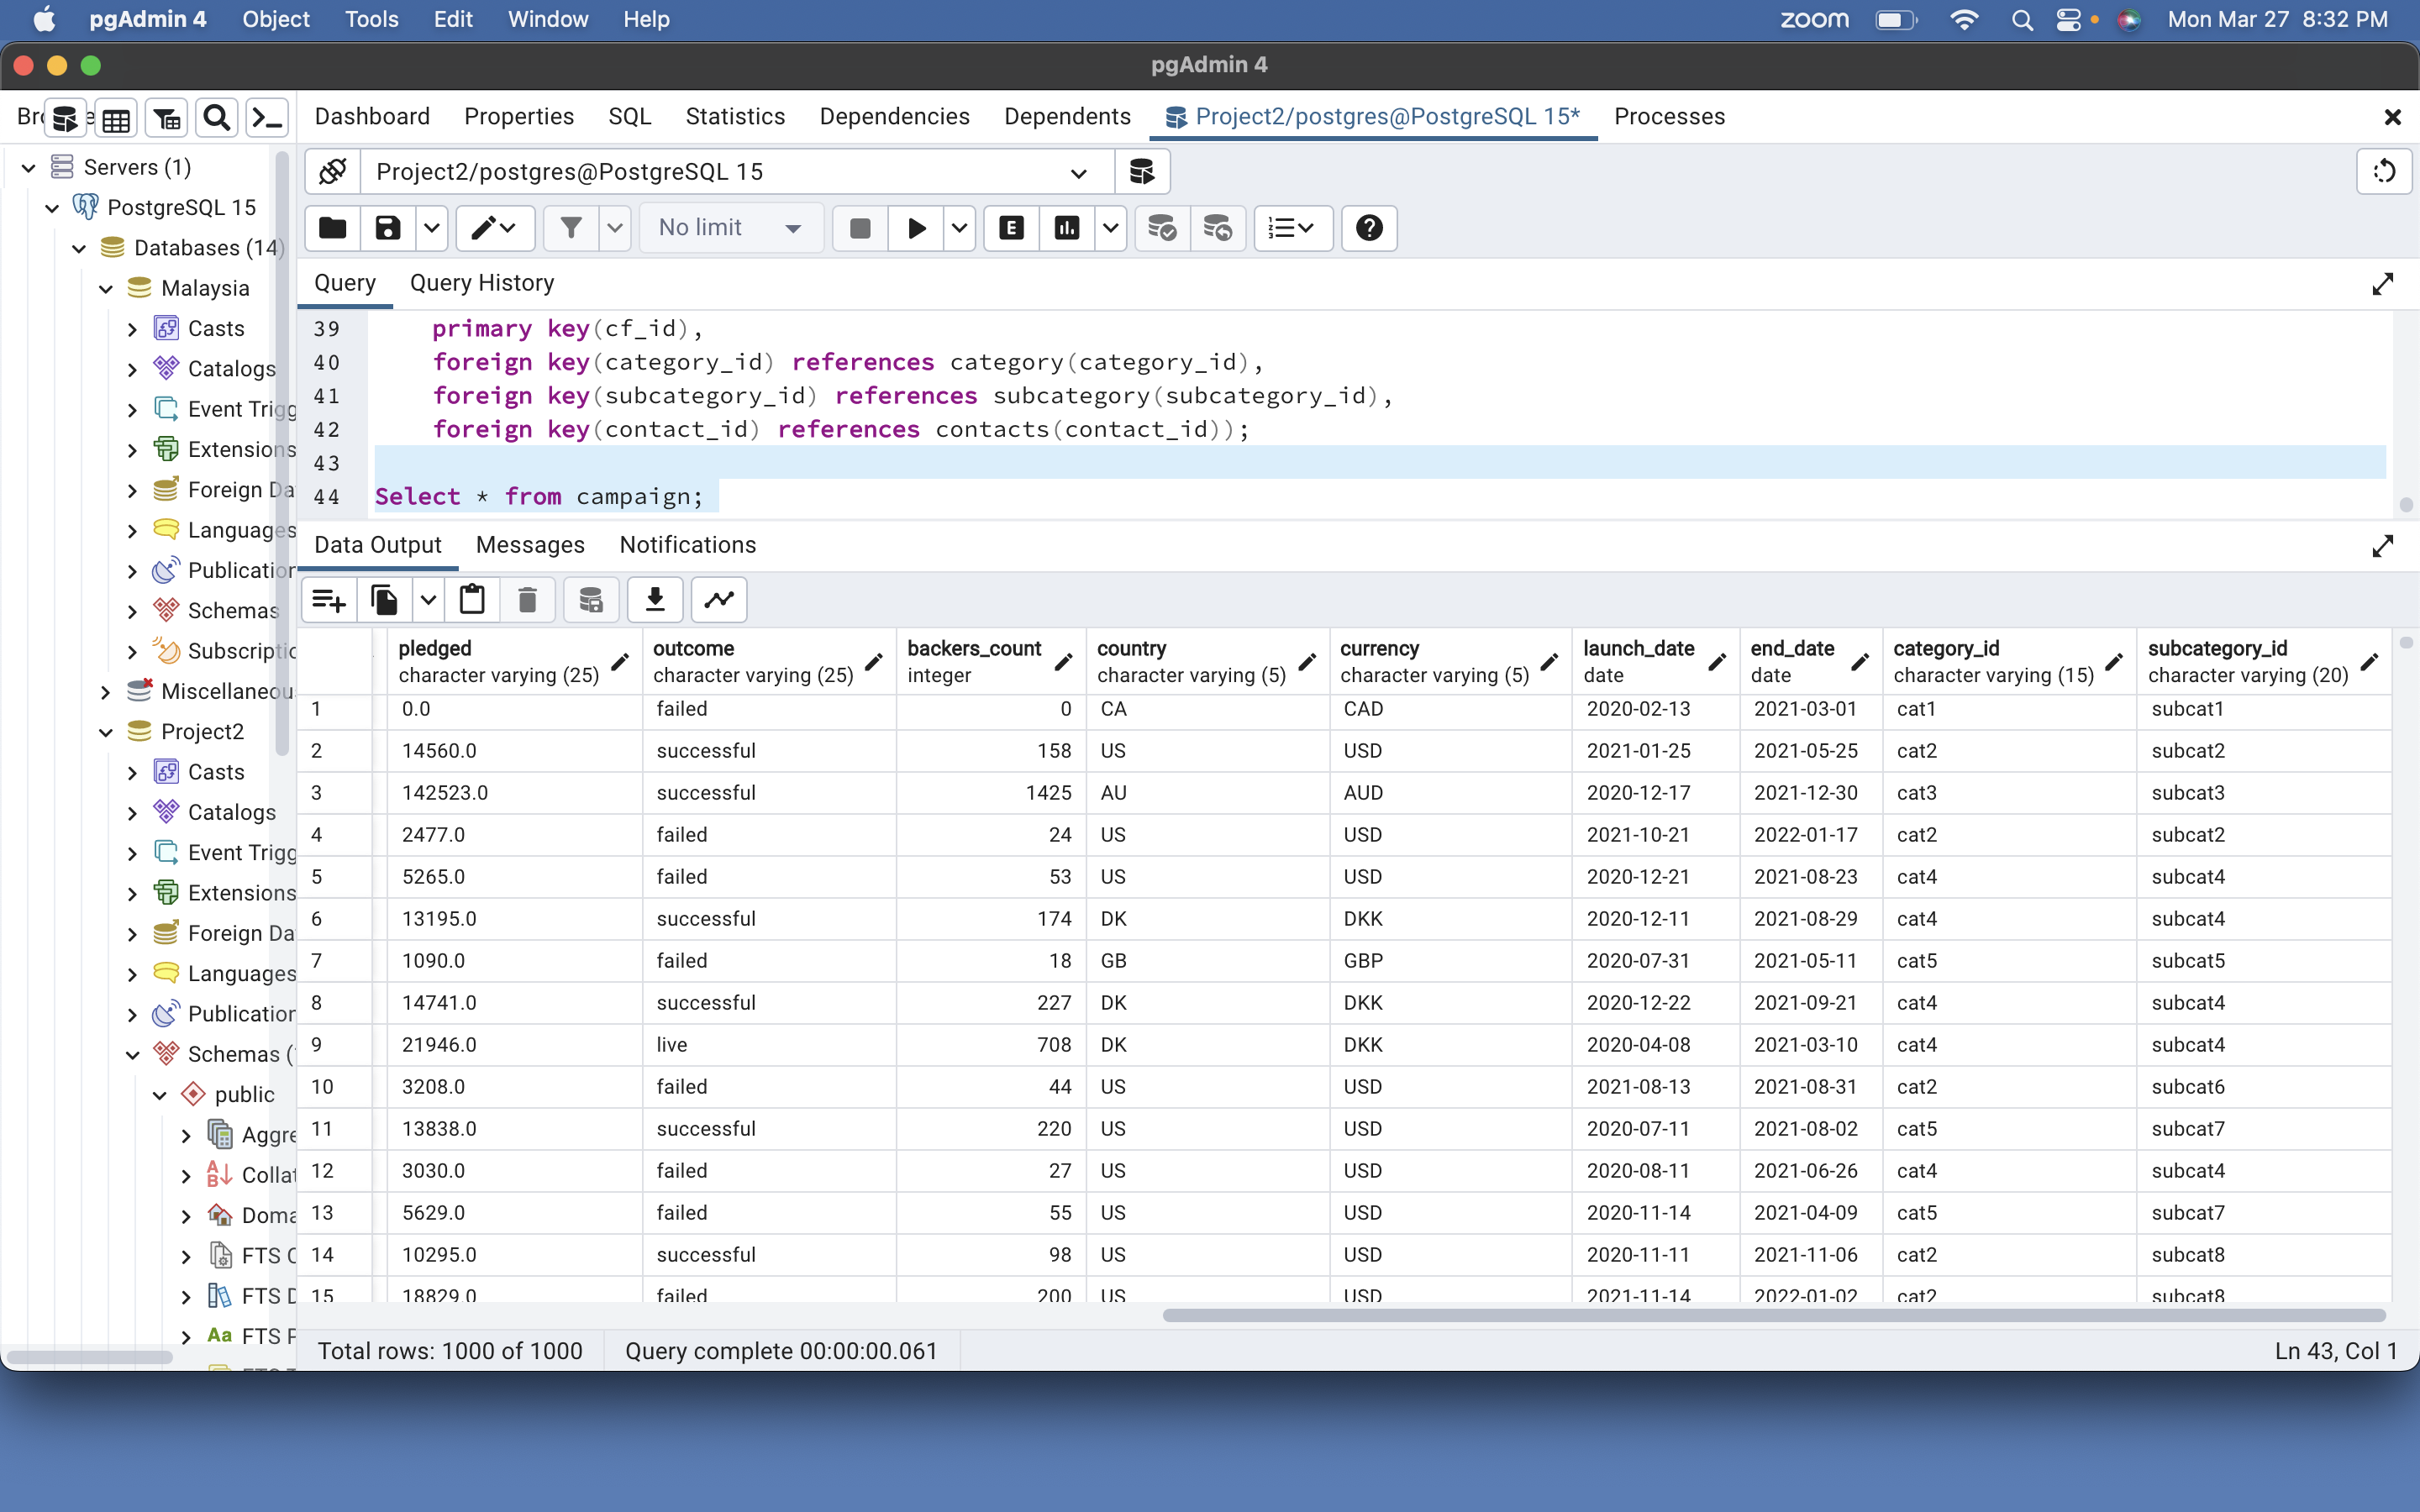 pgAdmin 4 Object Tools Edit Window Help zoom Mon Mar 27 8:32 PM
pgAdmin 4
Dashboard Properties SQL Statistics Dependencies Dependents Project2/postgres@PostgreSQL 15* Processes
Servers (1)
PostgreSQL 15
Databases (14)
Malaysia
Casts
Catalogs
Event Trigg
Extensions
Foreign Da
Languages
Publication
Schemas
Subscriptic
Miscellaneou
Project2
Casts
Catalogs
Event Trigg
Extensions
Foreign Da
Languages
Publication
Schemas (
public
Aggre
Collat
Doma
FTS C
FTS D
Aa FTS P
Project2/postgres@PostgreSQL 15
No limit
E
Query Query History
39 primary key(cf_id),
40 foreign key(category_id) references category(category_id),
41 foreign key(subcategory_id) references subcategory(subcategory_id),
42 foreign key(contact_id) references contacts(contact_id));
43
44 Select * from campaign;
Data Output Messages Notifications
pledged outcome backers_count country currency launch_date end_date category_id subcategory_id
character varying (25) character varying (25) integer character varying (5) character varying (5) date date character varying (15) character varying (20)
1 0.0 failed 0 CA CAD 2020-02-13 2021-03-01 cat1 subcat1
2 14560.0 successful 158 US USD 2021-01-25 2021-05-25 cat2 subcat2
3 142523.0 successful 1425 AU AUD 2020-12-17 2021-12-30 cat3 subcat3
4 2477.0 failed 24 US USD 2021-10-21 2022-01-17 cat2 subcat2
5 5265.0 failed 53 US USD 2020-12-21 2021-08-23 cat4 subcat4
6 13195.0 successful 174 DK DKK 2020-12-11 2021-08-29 cat4 subcat4
7 1090.0 failed 18 GB GBP 2020-07-31 2021-05-11 cat5 subcat5
8 14741.0 successful 227 DK DKK 2020-12-22 2021-09-21 cat4 subcat4
9 21946.0 live 708 DK DKK 2020-04-08 2021-03-10 cat4 subcat4
10 3208.0 failed 44 US USD 2021-08-13 2021-08-31 cat2 subcat6
11 13838.0 successful 220 US USD 2020-07-11 2021-08-02 cat5 subcat7
12 3030.0 failed 27 US USD 2020-08-11 2021-06-26 cat4 subcat4
13 5629.0 failed 55 US USD 2020-11-14 2021-04-09 cat5 subcat7
14 10295.0 successful 98 US USD 2020-11-11 2021-11-06 cat2 subcat8
15 18829.0 failed 200 US USD 2021-11-14 2022-01-02 cat2 subcat8
Total rows: 1000 of 1000 Query complete 00:00:00.061 Ln 43, Col 1